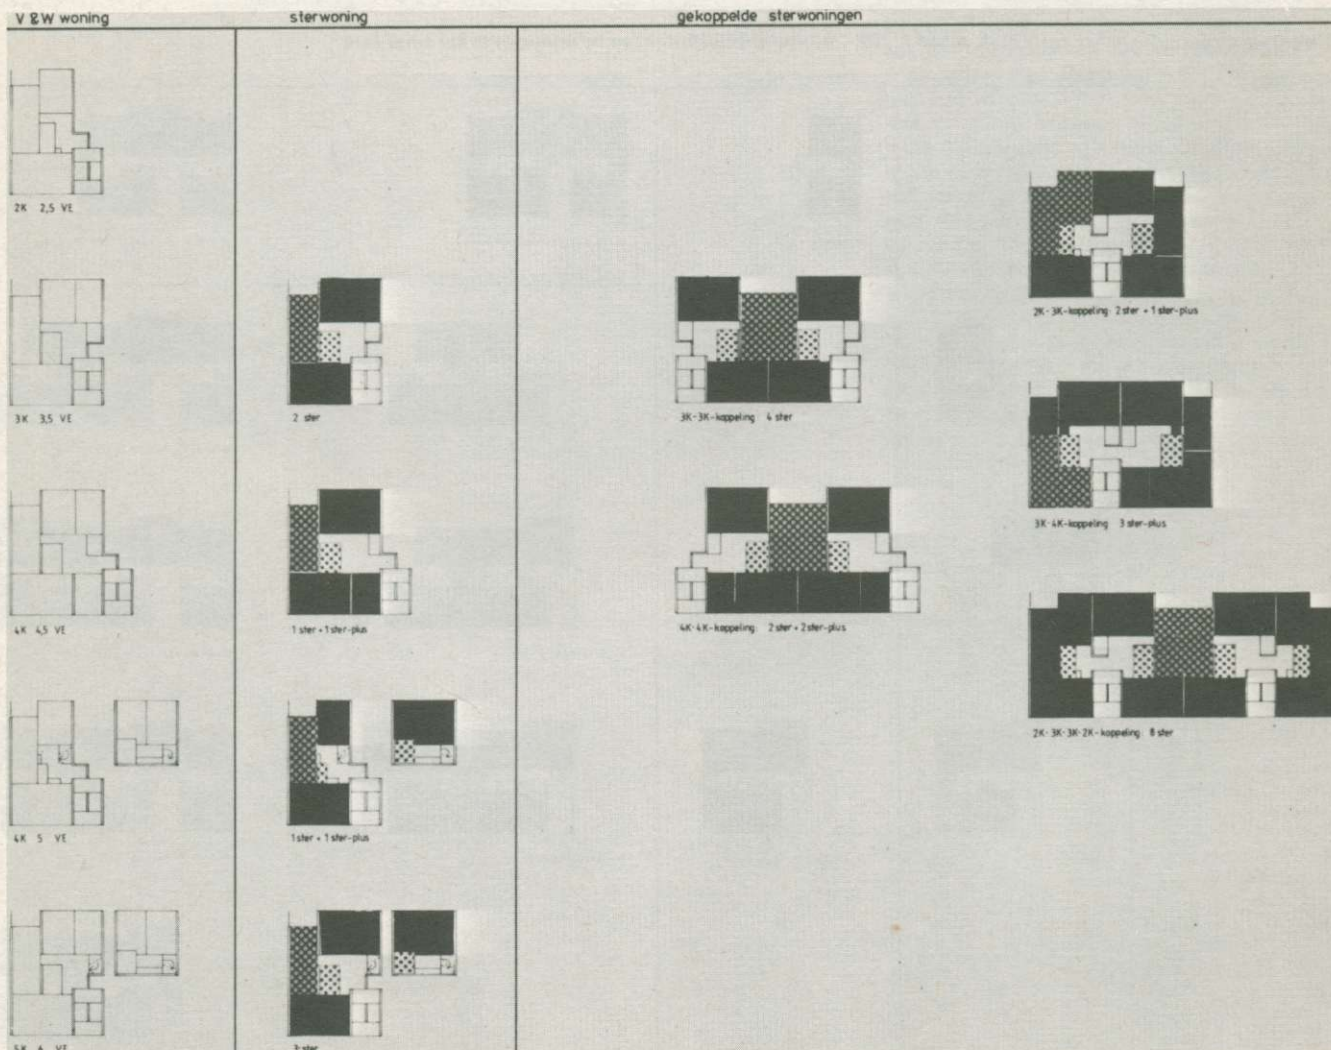 V & W woning
sterwoning
gekoppelde sterwoningen
2K 2,5 VE
3K 3,5 VE
4K 4,5 VE
4K 5 VE
5K 6 VE
2 ster
1 ster + 1 ster-plus
1 ster + 1 ster-plus
3 ster
3K-3K-koppeling 4 ster
4K-4K-koppeling 2 ster + 2 ster-plus
2K-3K-koppeling 2 ster + 1 ster-plus
3K-4K-koppeling 3 ster-plus
2K-3K-3K-2K-koppeling 8 ster